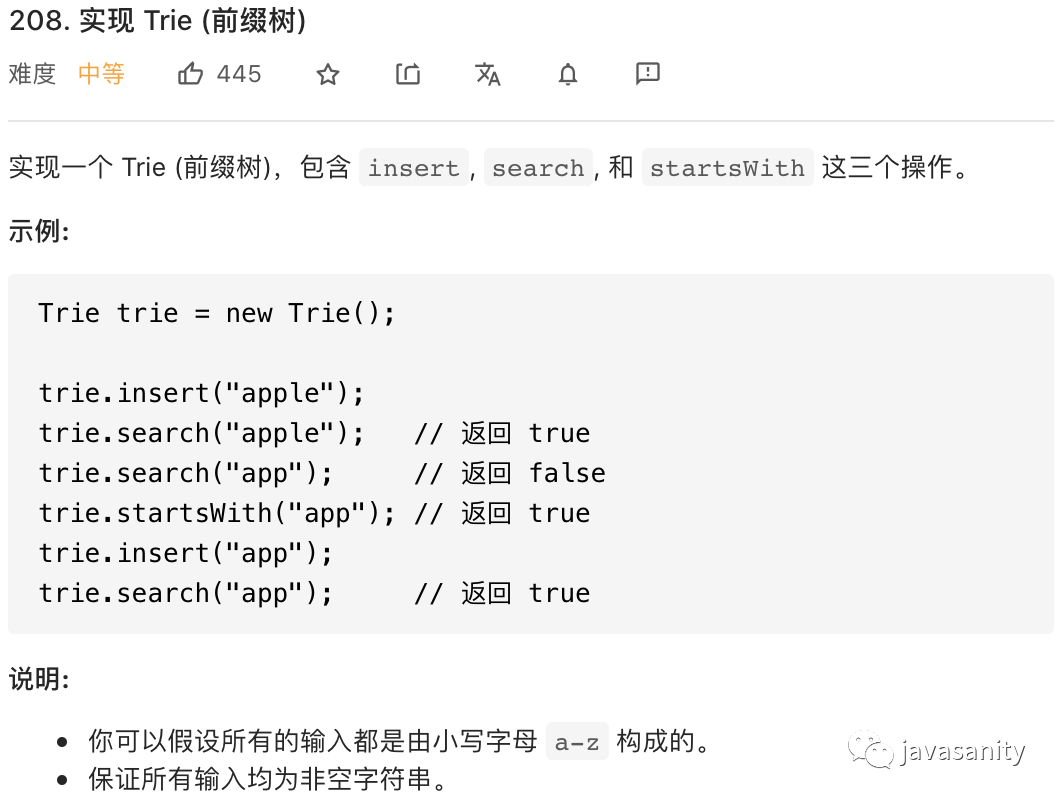 208. 实现 Trie (前缀树)
难度 中等 445
实现一个 Trie (前缀树)，包含 insert, search, 和 startsWith 这三个操作。
示例:
Trie trie = new Trie();
trie.insert("apple");
trie.search("apple");   // 返回 true
trie.search("app");     // 返回 false
trie.startsWith("app"); // 返回 true
trie.insert("app");
trie.search("app");     // 返回 true
说明:
• 你可以假设所有的输入都是由小写字母 a-z 构成的。
• 保证所有输入均为非空字符串。
javasanity